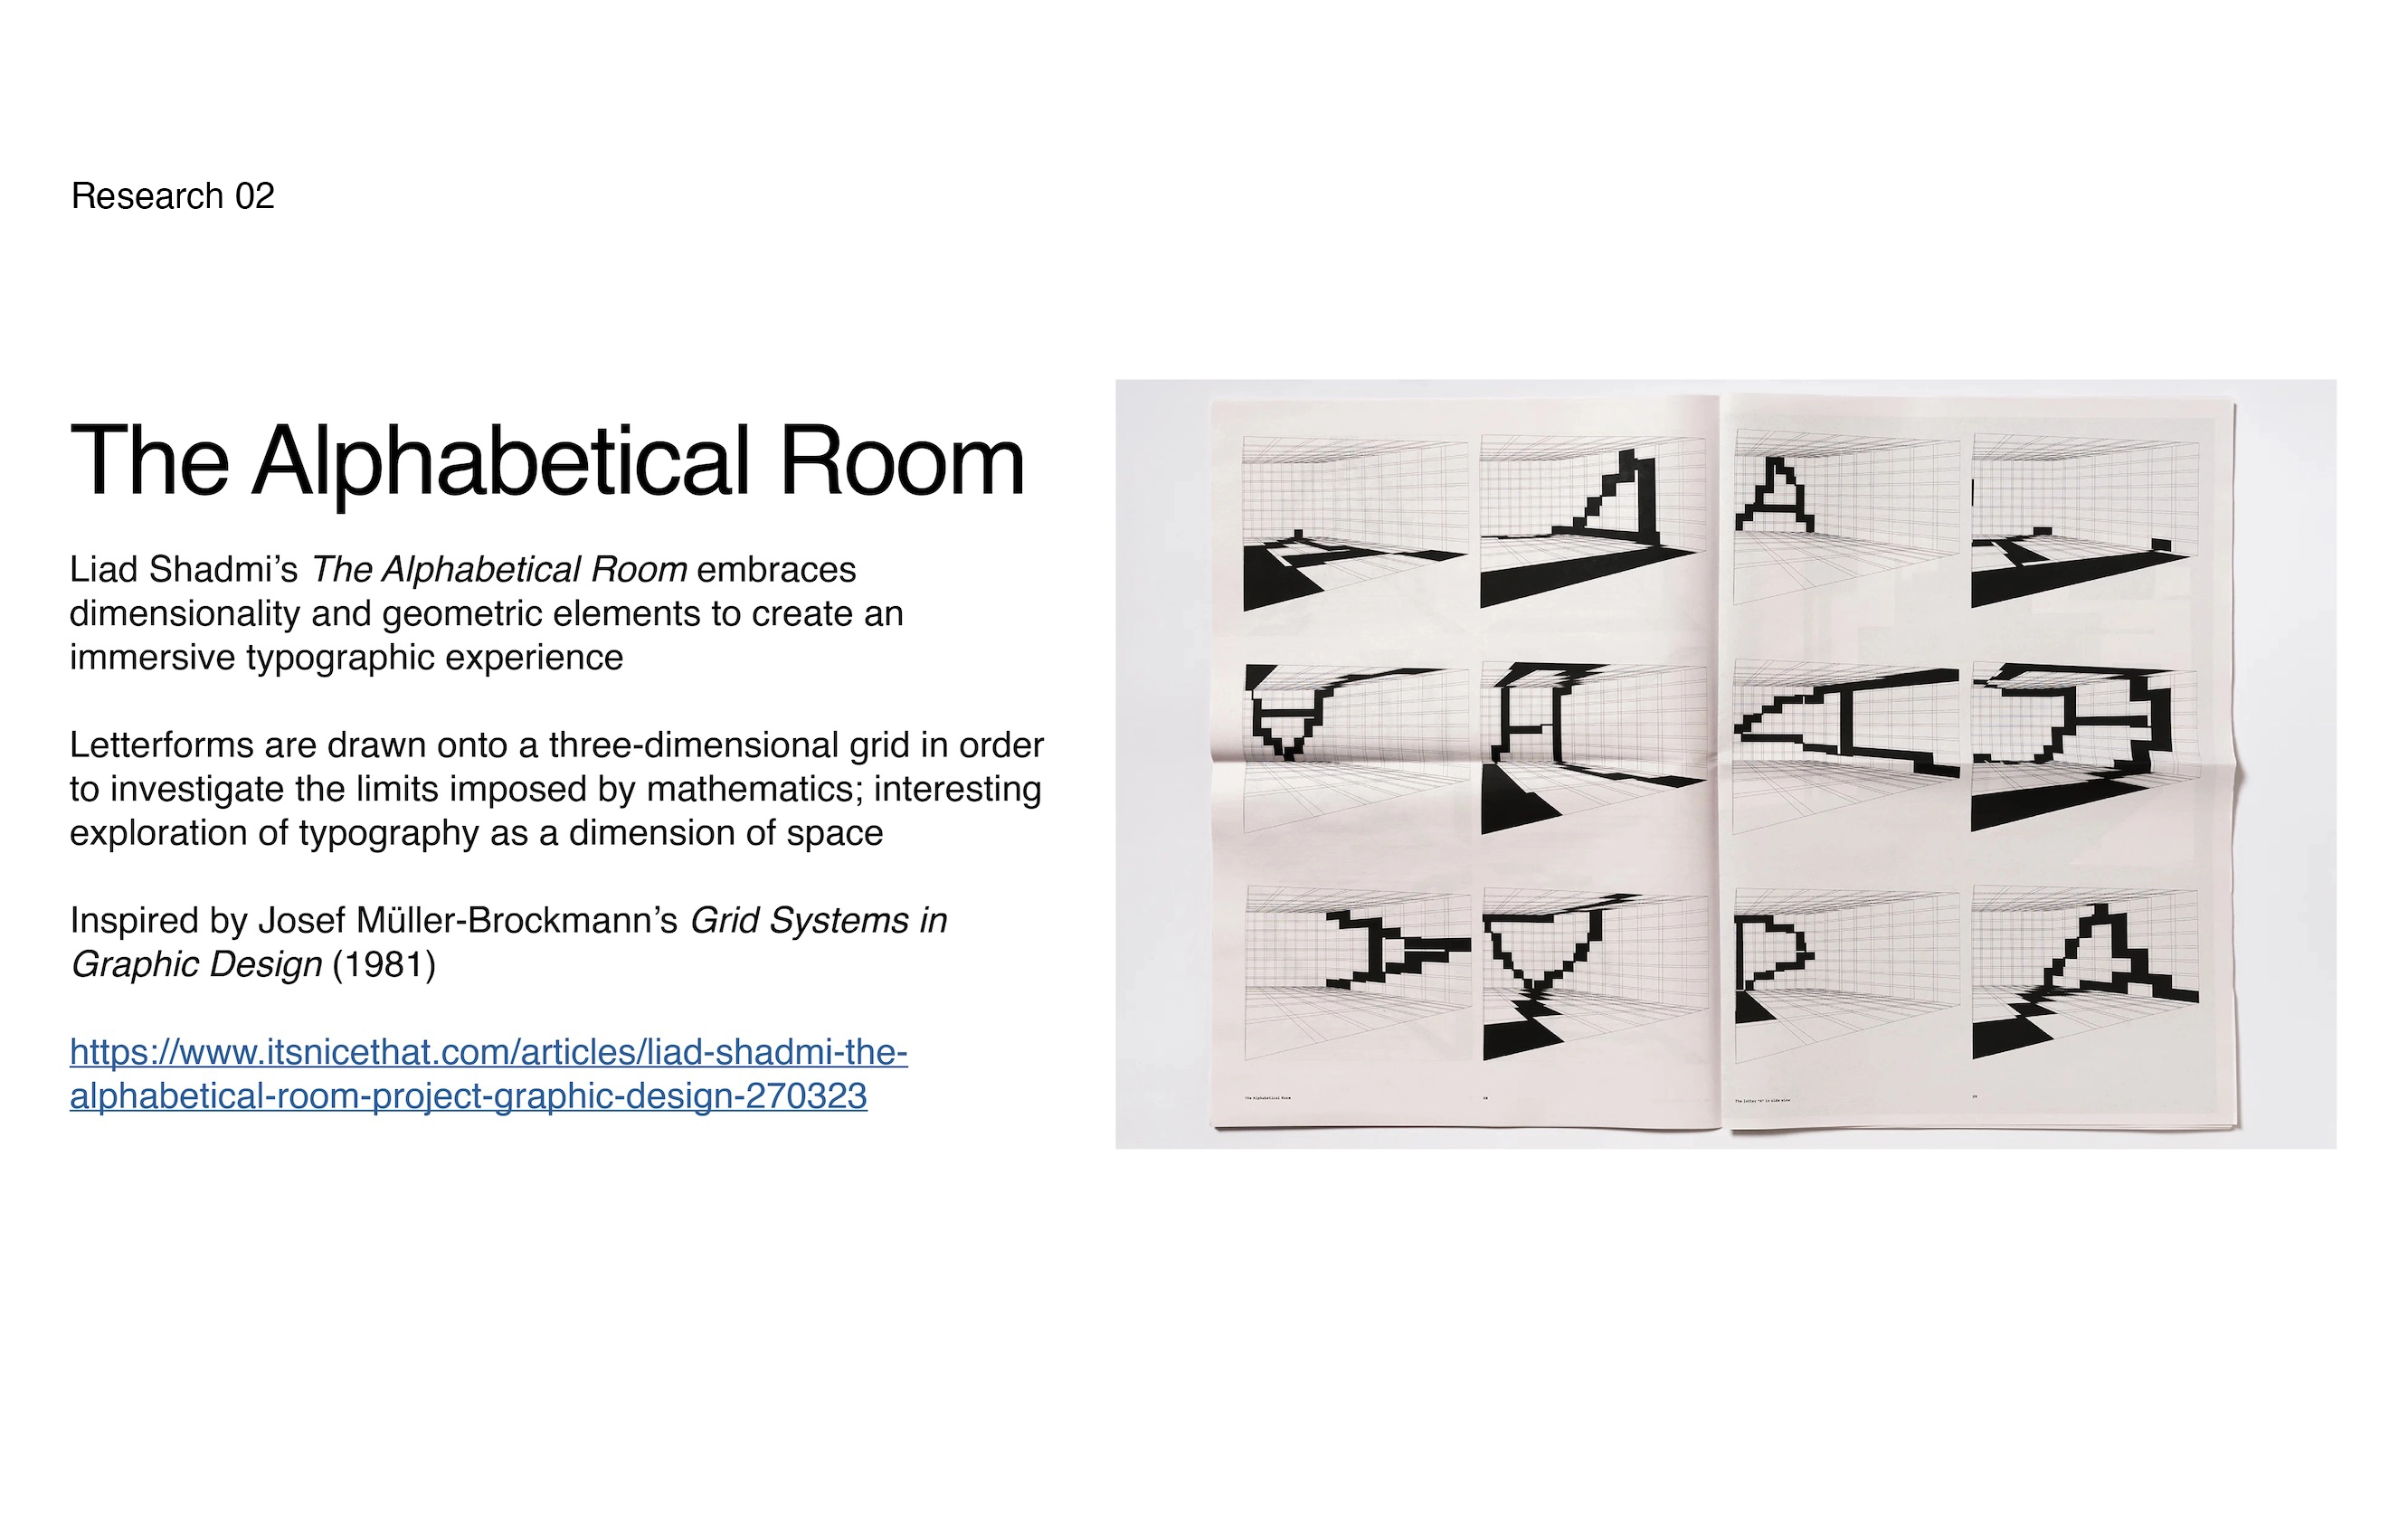 Research 02
The Alphabetical Room
Liad Shadmi’s The Alphabetical Room embraces
dimensionality and geometric elements to create an
immersive typographic experience
Letterforms are drawn onto a three-dimensional grid in order
to investigate the limits imposed by mathematics; interesting
exploration of typography as a dimension of space
Inspired by Josef Müller-Brockmann’s Grid Systems in
Graphic Design (1981)
https://www.itsnicethat.com/articles/liad-shadmi-the-
alphabetical-room-project-graphic-design-270323
The Alphabetical Room